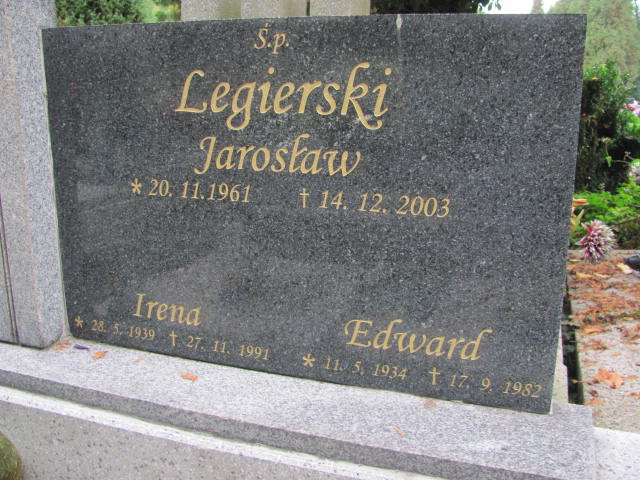 Ś.p.
Legierski
Jarosław
* 20. 11. 1961 † 14. 12. 2003
Irena
* 28. 5. 1939 † 27. 11. 1991
Edward
* 11. 5. 1934 † 17. 9. 1982